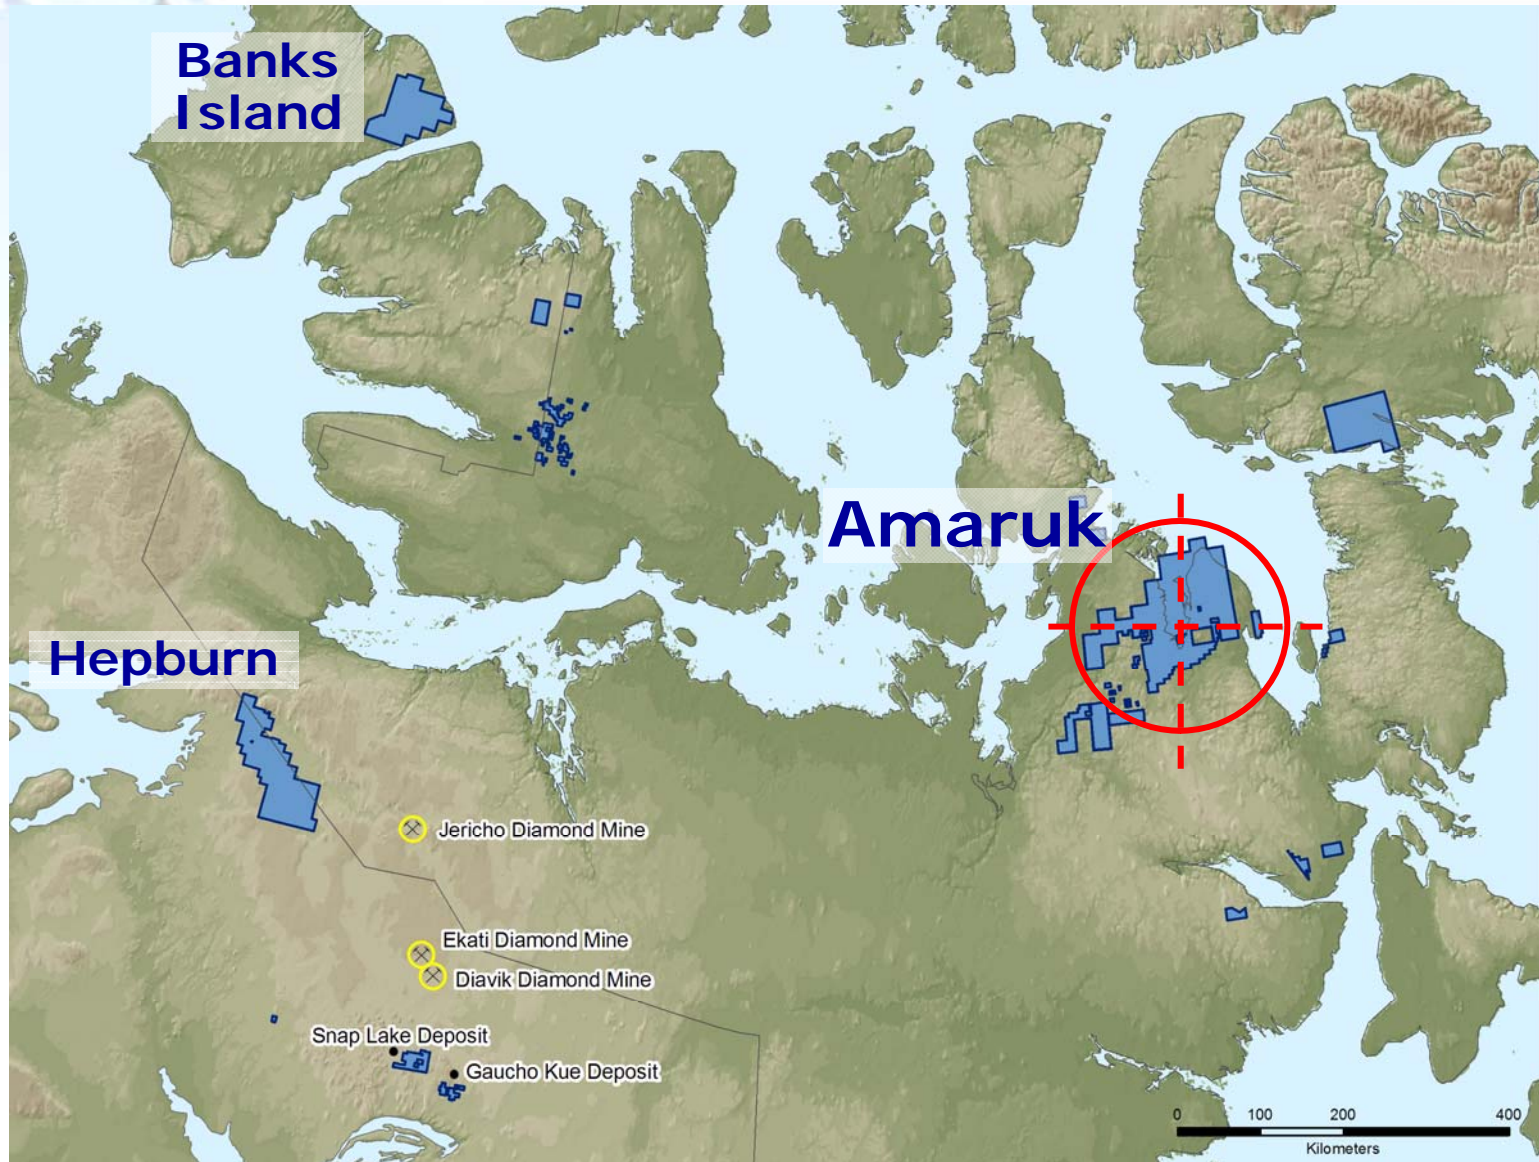 Banks
Island
Amaruk
Hepburn
Jericho Diamond Mine
Ekati Diamond Mine
Diavik Diamond Mine
Snap Lake Deposit
Gaucho Kue Deposit
0 100 200 400
Kilometers